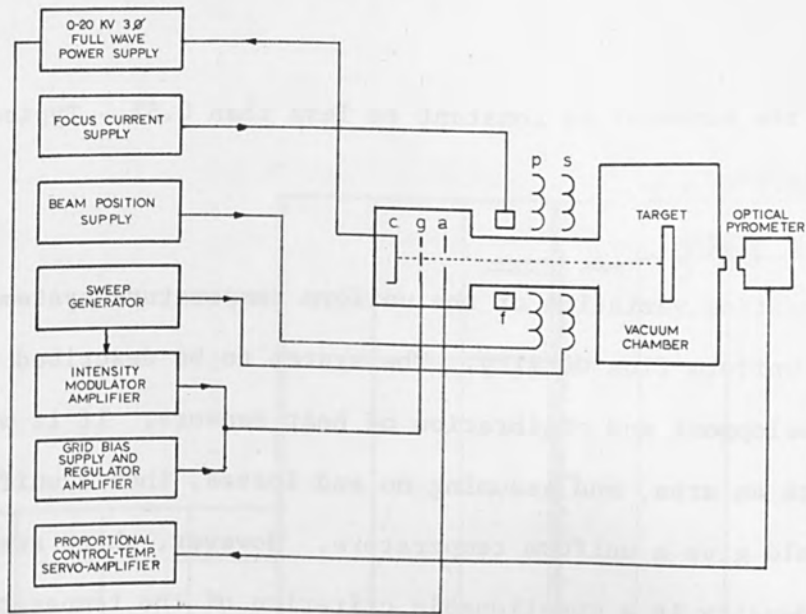 0-20 KV 3Ø
FULL WAVE
POWER SUPPLY
FOCUS CURRENT
SUPPLY
BEAM POSITION
SUPPLY
SWEEP
GENERATOR
INTENSITY
MODULATOR
AMPLIFIER
GRID BIAS
SUPPLY AND
REGULATOR
AMPLIFIER
PROPORTIONAL
CONTROL-TEMP.
SERVO-AMPLIFIER
c g a
p s
f
TARGET
VACUUM
CHAMBER
OPTICAL
PYROMETER